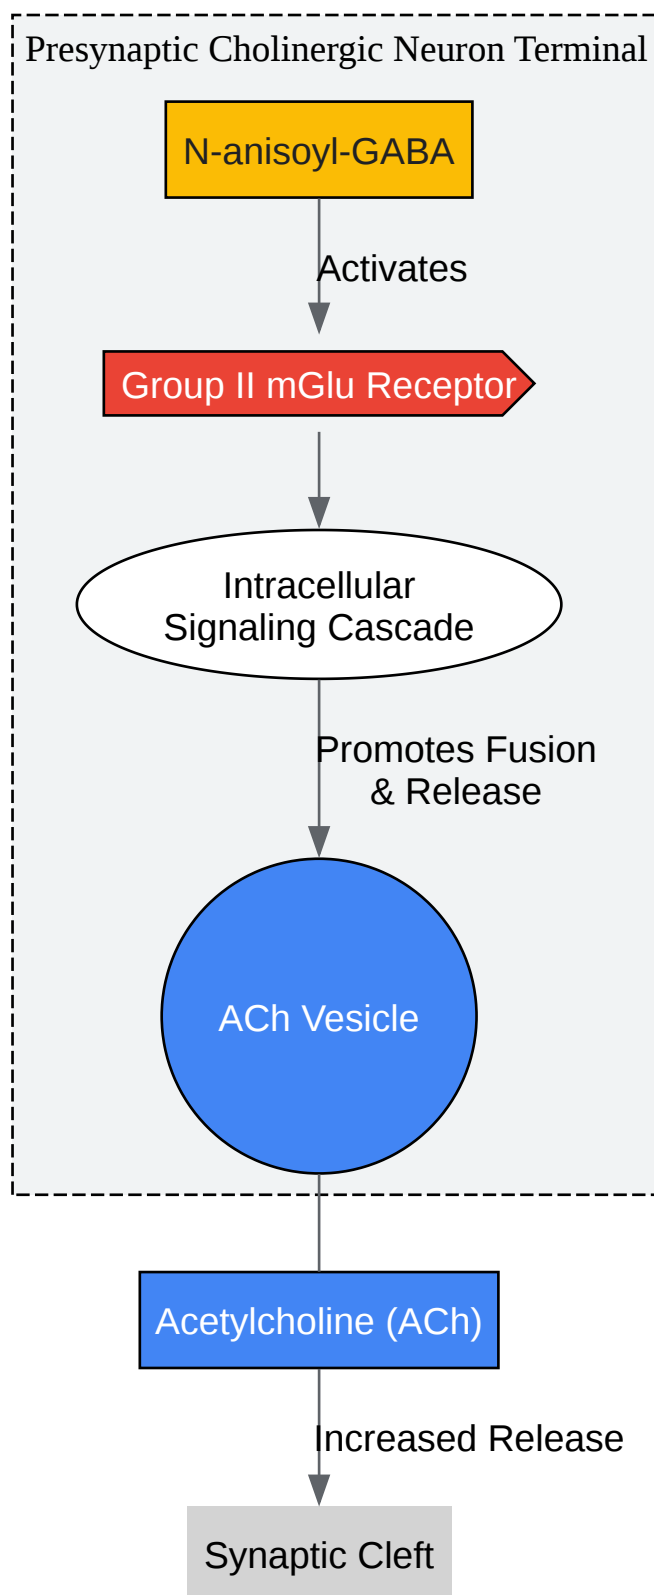 Presynaptic Cholinergic Neuron Terminal
N-anisoyl-GABA
Activates
Group II mGlu Receptor
Intracellular
Signaling Cascade
Promotes Fusion
& Release
ACh Vesicle
Acetylcholine (ACh)
Increased Release
Synaptic Cleft